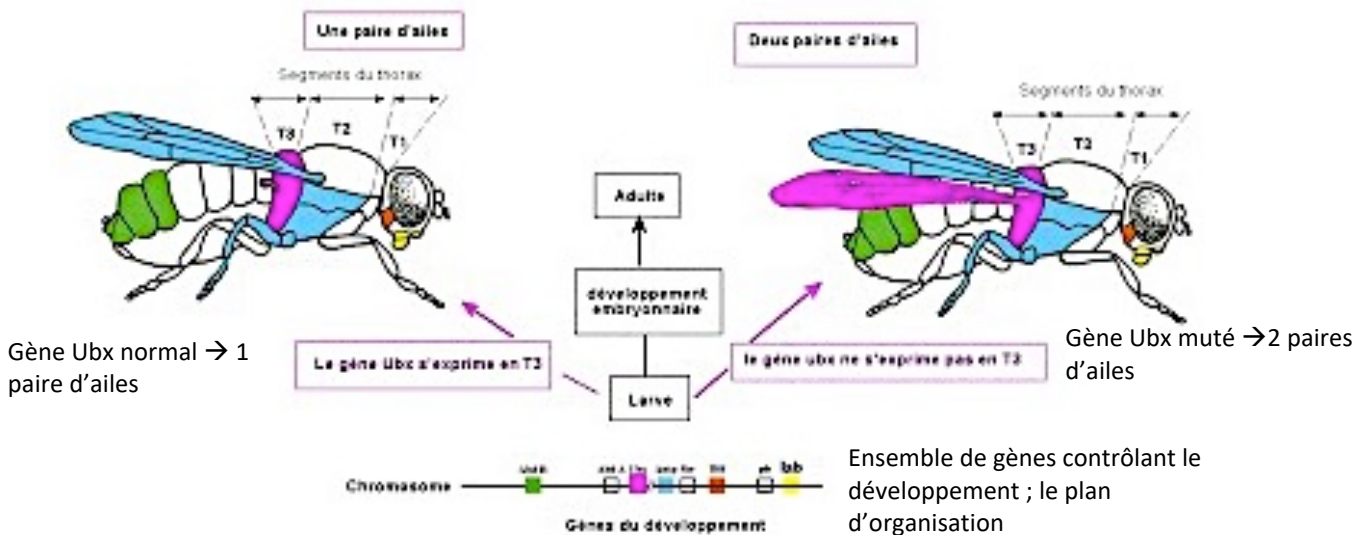 Une paire d'ailes
Deux paires d'ailes
Segments du thorax
T3 T2 T1
Segments du thorax
T3 T2 T1
Adulte
développement
embryonnaire
Larve
Gène Ubx normal → 1
paire d'ailes
Le gène Ubx s'exprime en T3
le gène ubx ne s'exprime pas en T3
Gène Ubx muté →2 paires
d'ailes
Chromosome
lab
Gènes du développement
Ensemble de gènes contrôlant le
développement ; le plan
d'organisation